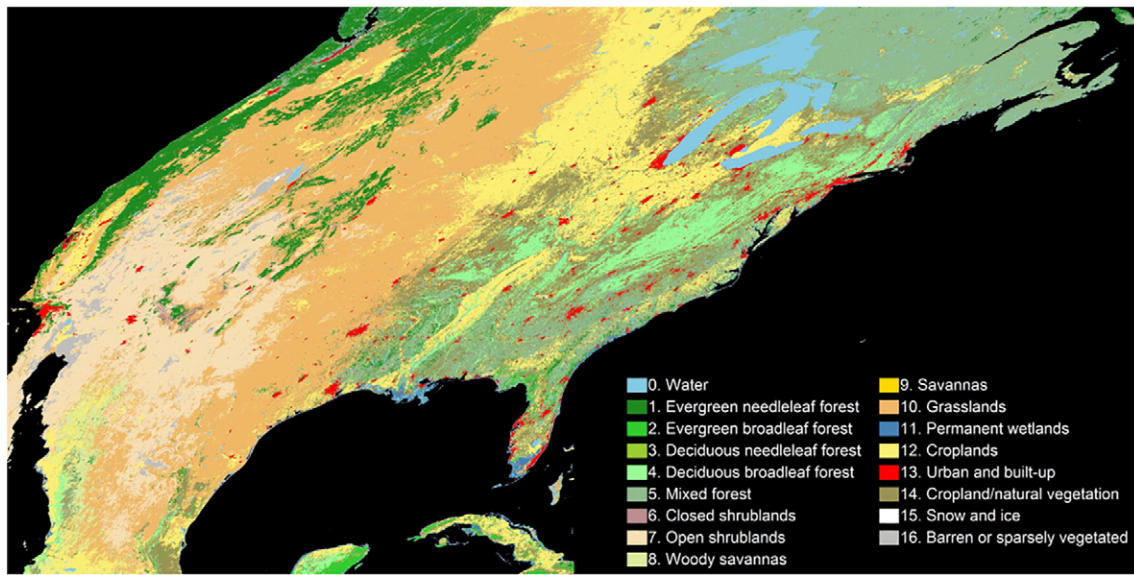 0. Water
1. Evergreen needleleaf forest
2. Evergreen broadleaf forest
3. Deciduous needleleaf forest
4. Deciduous broadleaf forest
5. Mixed forest
6. Closed shrublands
7. Open shrublands
8. Woody savannas
9. Savannas
10. Grasslands
11. Permanent wetlands
12. Croplands
13. Urban and built-up
14. Cropland/natural vegetation
15. Snow and ice
16. Barren or sparsely vegetated